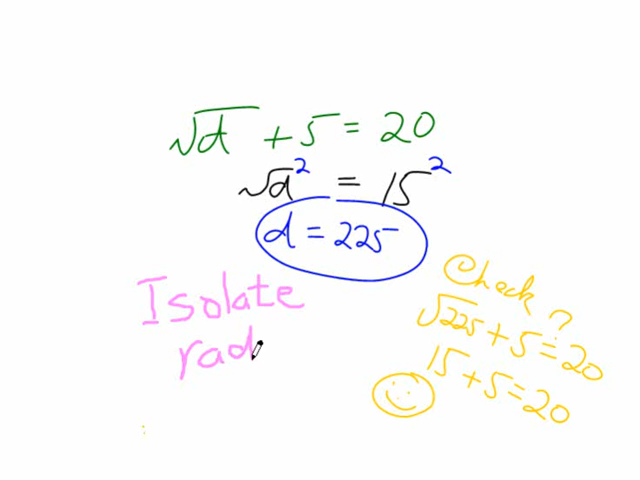 √d + 5 = 20
√d² = 15²
d = 225
Isolate
rad
Check
√225 + 5 ?= 20
15 + 5 = 20